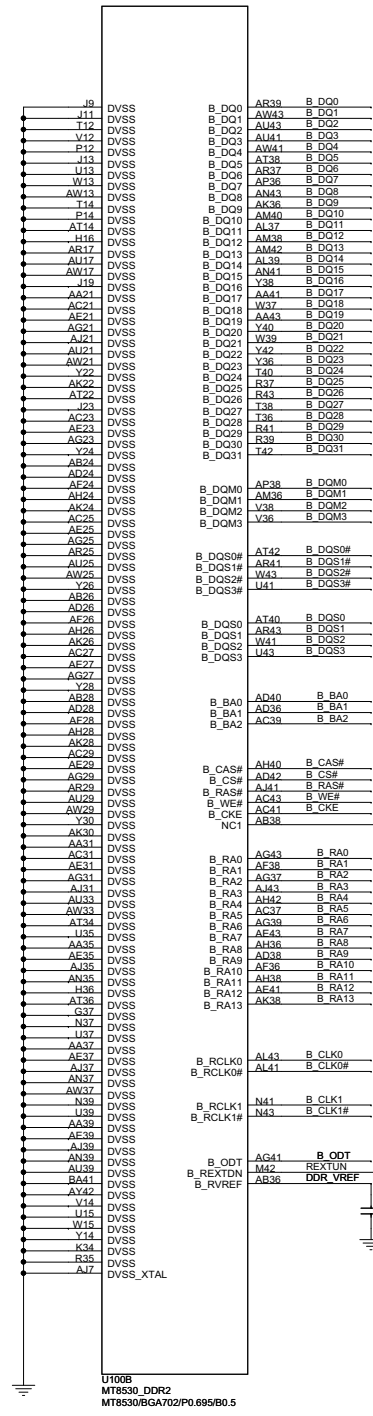 J9 DVSS
J11 DVSS
T12 DVSS
V12 DVSS
P12 DVSS
J13 DVSS
U13 DVSS
W13 DVSS
AW13 DVSS
T14 DVSS
P14 DVSS
AT14 DVSS
H16 DVSS
AR17 DVSS
AU17 DVSS
AW17 DVSS
J19 DVSS
AA21 DVSS
AC21 DVSS
AE21 DVSS
AG21 DVSS
AJ21 DVSS
AU21 DVSS
AW21 DVSS
Y22 DVSS
AK22 DVSS
AT22 DVSS
J23 DVSS
AC23 DVSS
AE23 DVSS
AG23 DVSS
Y24 DVSS
AB24 DVSS
AD24 DVSS
AF24 DVSS
AH24 DVSS
AK24 DVSS
AC25 DVSS
AE25 DVSS
AG25 DVSS
AR25 DVSS
AU25 DVSS
AW25 DVSS
Y26 DVSS
AB26 DVSS
AD26 DVSS
AF26 DVSS
AH26 DVSS
AK26 DVSS
AC27 DVSS
AE27 DVSS
AG27 DVSS
Y28 DVSS
AB28 DVSS
AD28 DVSS
AF28 DVSS
AH28 DVSS
AK28 DVSS
AC29 DVSS
AE29 DVSS
AG29 DVSS
AR29 DVSS
AU29 DVSS
AW29 DVSS
Y30 DVSS
AK30 DVSS
AA31 DVSS
AC31 DVSS
AE31 DVSS
AG31 DVSS
AJ31 DVSS
AU33 DVSS
AW33 DVSS
AT34 DVSS
U35 DVSS
AA35 DVSS
AE35 DVSS
AJ35 DVSS
AN35 DVSS
H36 DVSS
AT36 DVSS
G37 DVSS
N37 DVSS
U37 DVSS
AA37 DVSS
AE37 DVSS
AJ37 DVSS
AN37 DVSS
AW37 DVSS
N39 DVSS
U39 DVSS
AA39 DVSS
AE39 DVSS
AJ39 DVSS
AN39 DVSS
AU39 DVSS
BA41 DVSS
AY42 DVSS
V14 DVSS
U15 DVSS
W15 DVSS
Y14 DVSS
K34 DVSS
R35 DVSS
AJ7 DVSS_XTAL
B_DQ0 AR39 B_DQ0
B_DQ1 AW43 B_DQ1
B_DQ2 AU43 B_DQ2
B_DQ3 AU41 B_DQ3
B_DQ4 AW41 B_DQ4
B_DQ5 AT38 B_DQ5
B_DQ6 AR37 B_DQ6
B_DQ7 AP36 B_DQ7
B_DQ8 AN43 B_DQ8
B_DQ9 AK36 B_DQ9
B_DQ10 AM40 B_DQ10
B_DQ11 AL37 B_DQ11
B_DQ12 AM38 B_DQ12
B_DQ13 AM42 B_DQ13
B_DQ14 AL39 B_DQ14
B_DQ15 AN41 B_DQ15
B_DQ16 Y38 B_DQ16
B_DQ17 AA41 B_DQ17
B_DQ18 W37 B_DQ18
B_DQ19 AA43 B_DQ19
B_DQ20 Y40 B_DQ20
B_DQ21 W39 B_DQ21
B_DQ22 Y42 B_DQ22
B_DQ23 Y36 B_DQ23
B_DQ24 T40 B_DQ24
B_DQ25 R37 B_DQ25
B_DQ26 R43 B_DQ26
B_DQ27 T38 B_DQ27
B_DQ28 T36 B_DQ28
B_DQ29 R41 B_DQ29
B_DQ30 R39 B_DQ30
B_DQ31 T42 B_DQ31
B_DQM0 AP38 B_DQM0
B_DQM1 AM36 B_DQM1
B_DQM2 V38 B_DQM2
B_DQM3 V36 B_DQM3
B_DQS0# AT42 B_DQS0#
B_DQS1# AR41 B_DQS1#
B_DQS2# W43 B_DQS2#
B_DQS3# U41 B_DQS3#
B_DQS0 AT40 B_DQS0
B_DQS1 AR43 B_DQS1
B_DQS2 W41 B_DQS2
B_DQS3 U43 B_DQS3
B_BA0 AD40 B_BA0
B_BA1 AD36 B_BA1
B_BA2 AC39 B_BA2
B_CAS# AH40 B_CAS#
B_CS# AD42 B_CS#
B_RAS# AJ41 B_RAS#
B_WE# AC43 B_WE#
B_CKE AC41 B_CKE
NC1 AB38
B_RA0 AG43 B_RA0
B_RA1 AF38 B_RA1
B_RA2 AG37 B_RA2
B_RA3 AJ43 B_RA3
B_RA4 AH42 B_RA4
B_RA5 AC37 B_RA5
B_RA6 AG39 B_RA6
B_RA7 AE43 B_RA7
B_RA8 AH36 B_RA8
B_RA9 AD38 B_RA9
B_RA10 AF36 B_RA10
B_RA11 AH38 B_RA11
B_RA12 AE41 B_RA12
B_RA13 AK38 B_RA13
B_RCLK0 AL43 B_CLK0
B_RCLK0# AL41 B_CLK0#
B_RCLK1 N41 B_CLK1
B_RCLK1# N43 B_CLK1#
B_ODT AG41 B_ODT
B_REXTDN M42 REXTUN
B_RVREF AB36 DDR_VREF
U100B
MT8530_DDR2
MT8530/BGA702/P0.695/B0.5